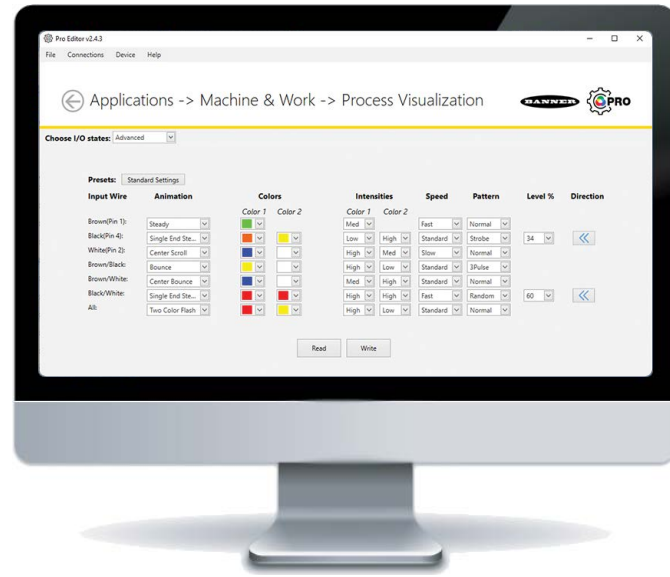 Pro Editor v2.4.3
File Connections Device Help
Applications -> Machine & Work -> Process Visualization
BANNER PRO
Choose I/O states: Advanced
Presets: Standard Settings
Input Wire Animation Colors Intensities Speed Pattern Level % Direction
Color 1 Color 2 Color 1 Color 2
Brown(Pin 1): Steady Med Fast Normal
Black(Pin 4): Single End Ste... Low High Standard Strobe 34
White(Pin 2): Center Scroll High Med Slow Normal
Brown/Black: Bounce High Low Standard 3Pulse
Brown/White: Center Bounce Med High Standard Normal
Black/White: Single End Ste... High High Fast Random 60
All: Two Color Flash High Low Standard Normal
Read Write